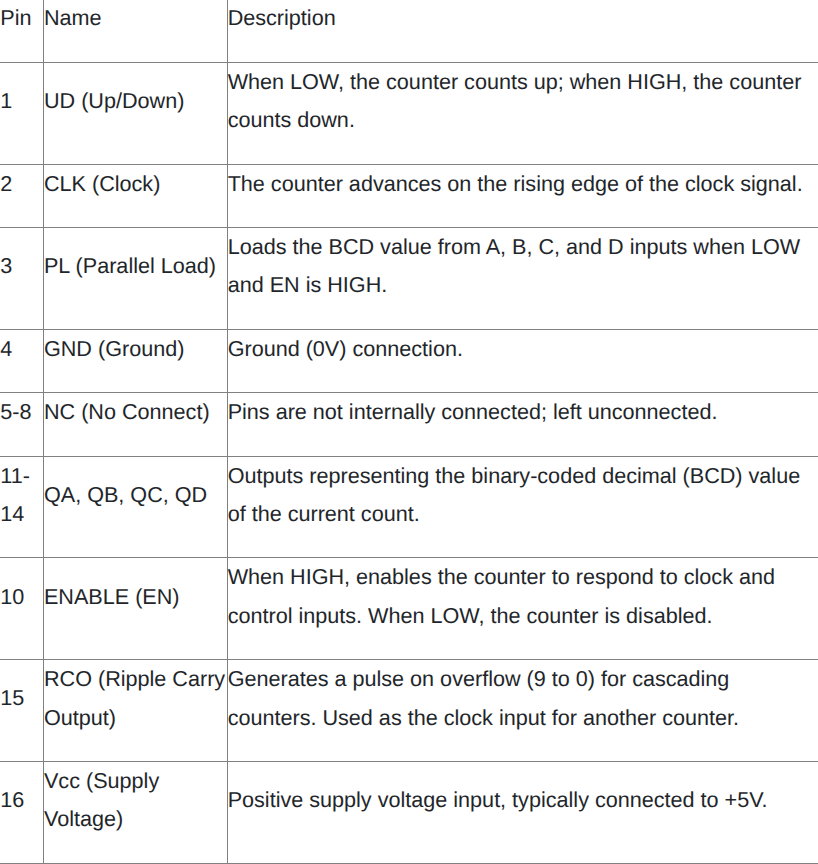 Pin Name Description
1 UD (Up/Down) When LOW, the counter counts up; when HIGH, the counter
counts down.
2 CLK (Clock) The counter advances on the rising edge of the clock signal.
3 PL (Parallel Load) Loads the BCD value from A, B, C, and D inputs when LOW
and EN is HIGH.
4 GND (Ground) Ground (0V) connection.
5-8 NC (No Connect) Pins are not internally connected; left unconnected.
11-
14 QA, QB, QC, QD Outputs representing the binary-coded decimal (BCD) value
of the current count.
10 ENABLE (EN) When HIGH, enables the counter to respond to clock and
control inputs. When LOW, the counter is disabled.
15 RCO (Ripple Carry
Output) Generates a pulse on overflow (9 to 0) for cascading
counters. Used as the clock input for another counter.
16 Vcc (Supply
Voltage) Positive supply voltage input, typically connected to +5V.